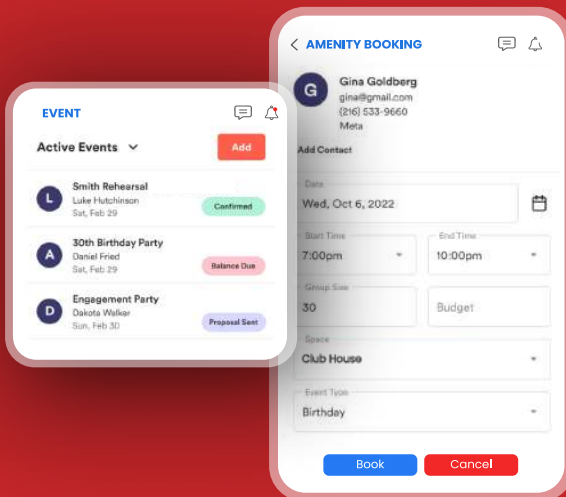 EVENT
Active Events
Add
L
Smith Rehearsal
Luke Hutchinson
Sat, Feb 29
Confirmed
A
30th Birthday Party
Daniel Fried
Sat, Feb 29
Balance Due
D
Engagement Party
Dakota Walker
Sun, Feb 30
Proposal Sent
AMENITY BOOKING
G
Gina Goldberg
gina@gmail.com
(216) 533-9660
Meta
Add Contact
Date
Wed, Oct 6, 2022
Start Time
7:00pm
End Time
10:00pm
Group Size
30
Budget
Space
Club House
Event Type
Birthday
Book
Cancel